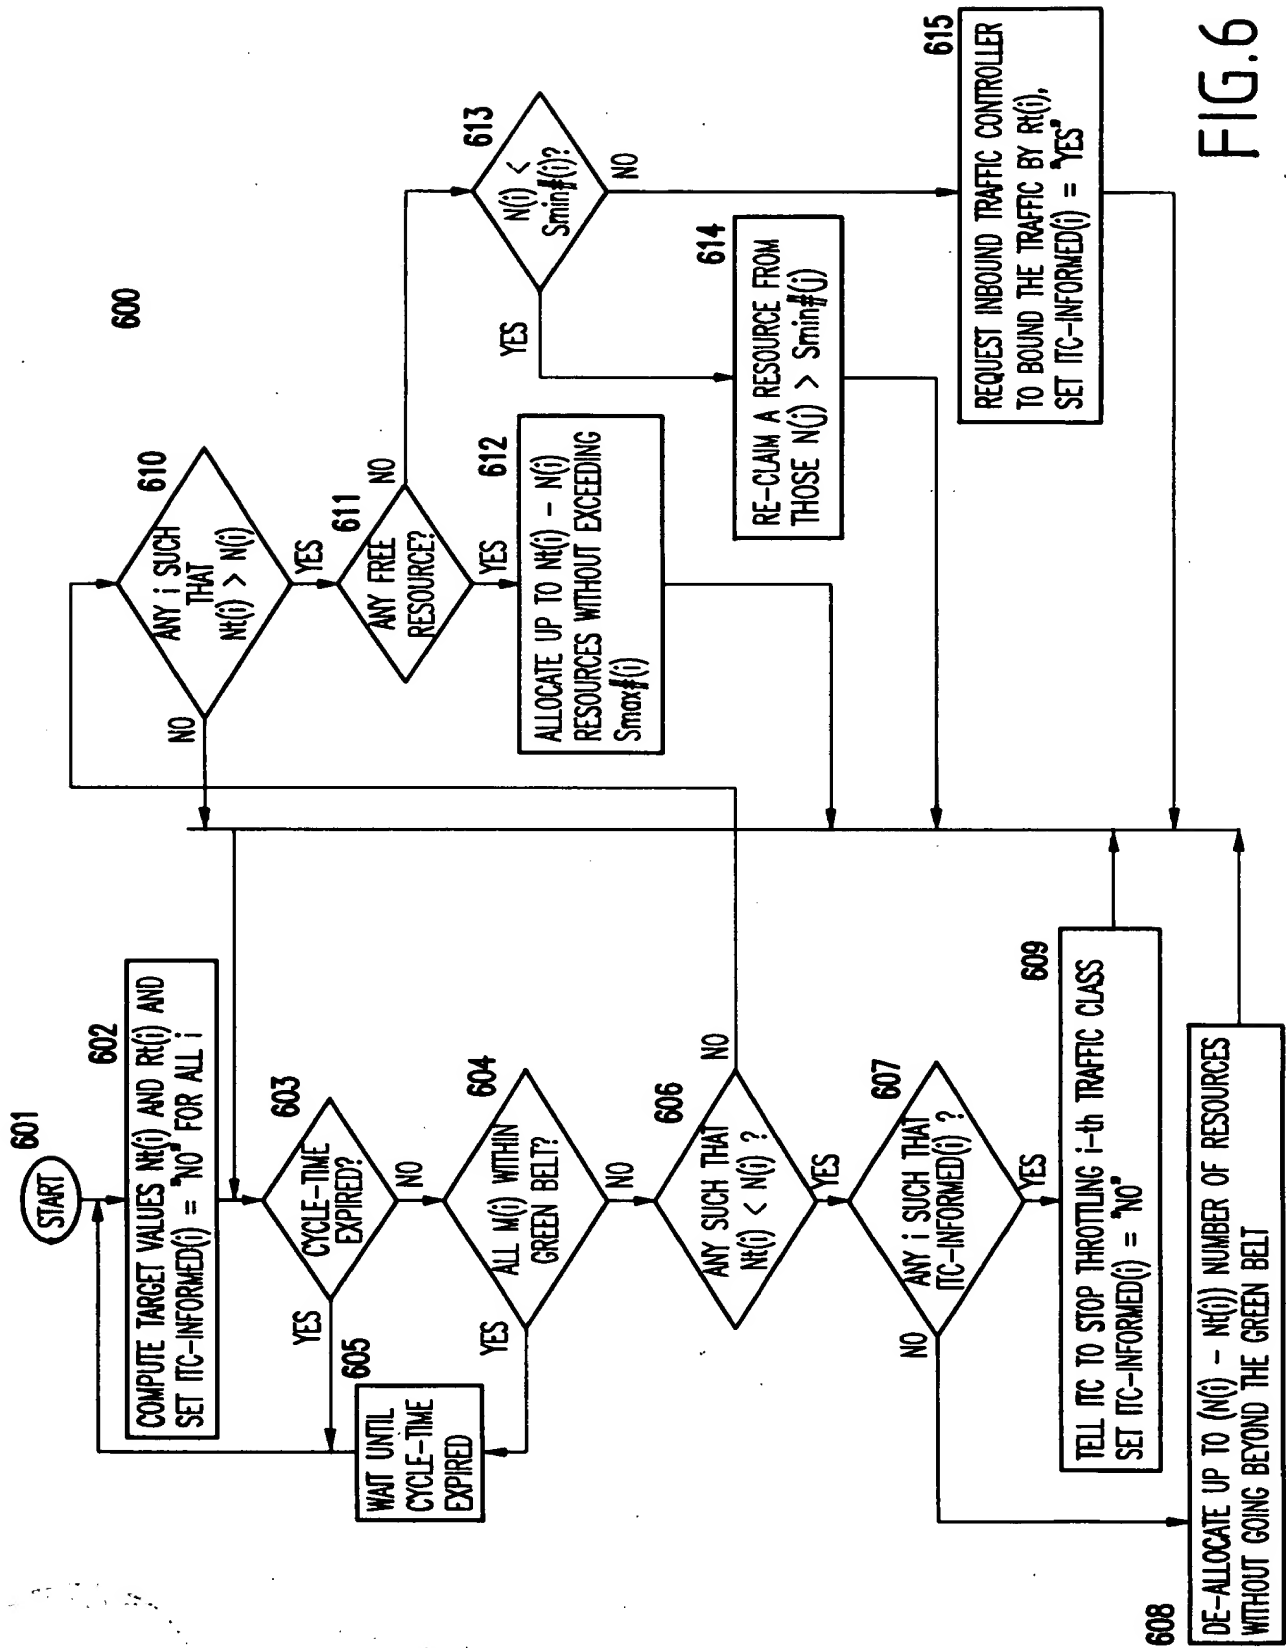 600
601
START
602
COMPUTE TARGET VALUES Nt(i) AND Rt(i) AND
SET ITC-INFORMED(i) = "NO" FOR ALL i
603
CYCLE-TIME
EXPIRED?
YES
NO
604
ALL M(i) WITHIN
GREEN BELT?
YES
NO
605
WAIT UNTIL
CYCLE-TIME
EXPIRED
606
ANY SUCH THAT
Nt(i) < N(i) ?
NO
YES
607
ANY i SUCH THAT
ITC-INFORMED(i) ?
NO
YES
609
TELL ITC TO STOP THROTTLING i-th TRAFFIC CLASS
SET ITC-INFORMED(i) = "NO"
608
DE-ALLOCATE UP TO (N(i) - Nt(i)) NUMBER OF RESOURCES
WITHOUT GOING BEYOND THE GREEN BELT
610
ANY i SUCH
THAT
Nt(i) > N(i)
NO
YES
611
ANY FREE
RESOURCE?
NO
YES
612
ALLOCATE UP TO Nt(i) - N(i)
RESOURCES WITHOUT EXCEEDING
Smax#(i)
613
N(i) <
Smin#(i)?
YES
NO
614
RE-CLAIM A RESOURCE FROM
THOSE N(j) > Smin#(j)
615
REQUEST INBOUND TRAFFIC CONTROLLER
TO BOUND THE TRAFFIC BY Rt(i),
SET ITC-INFORMED(i) = "YES"
FIG.6